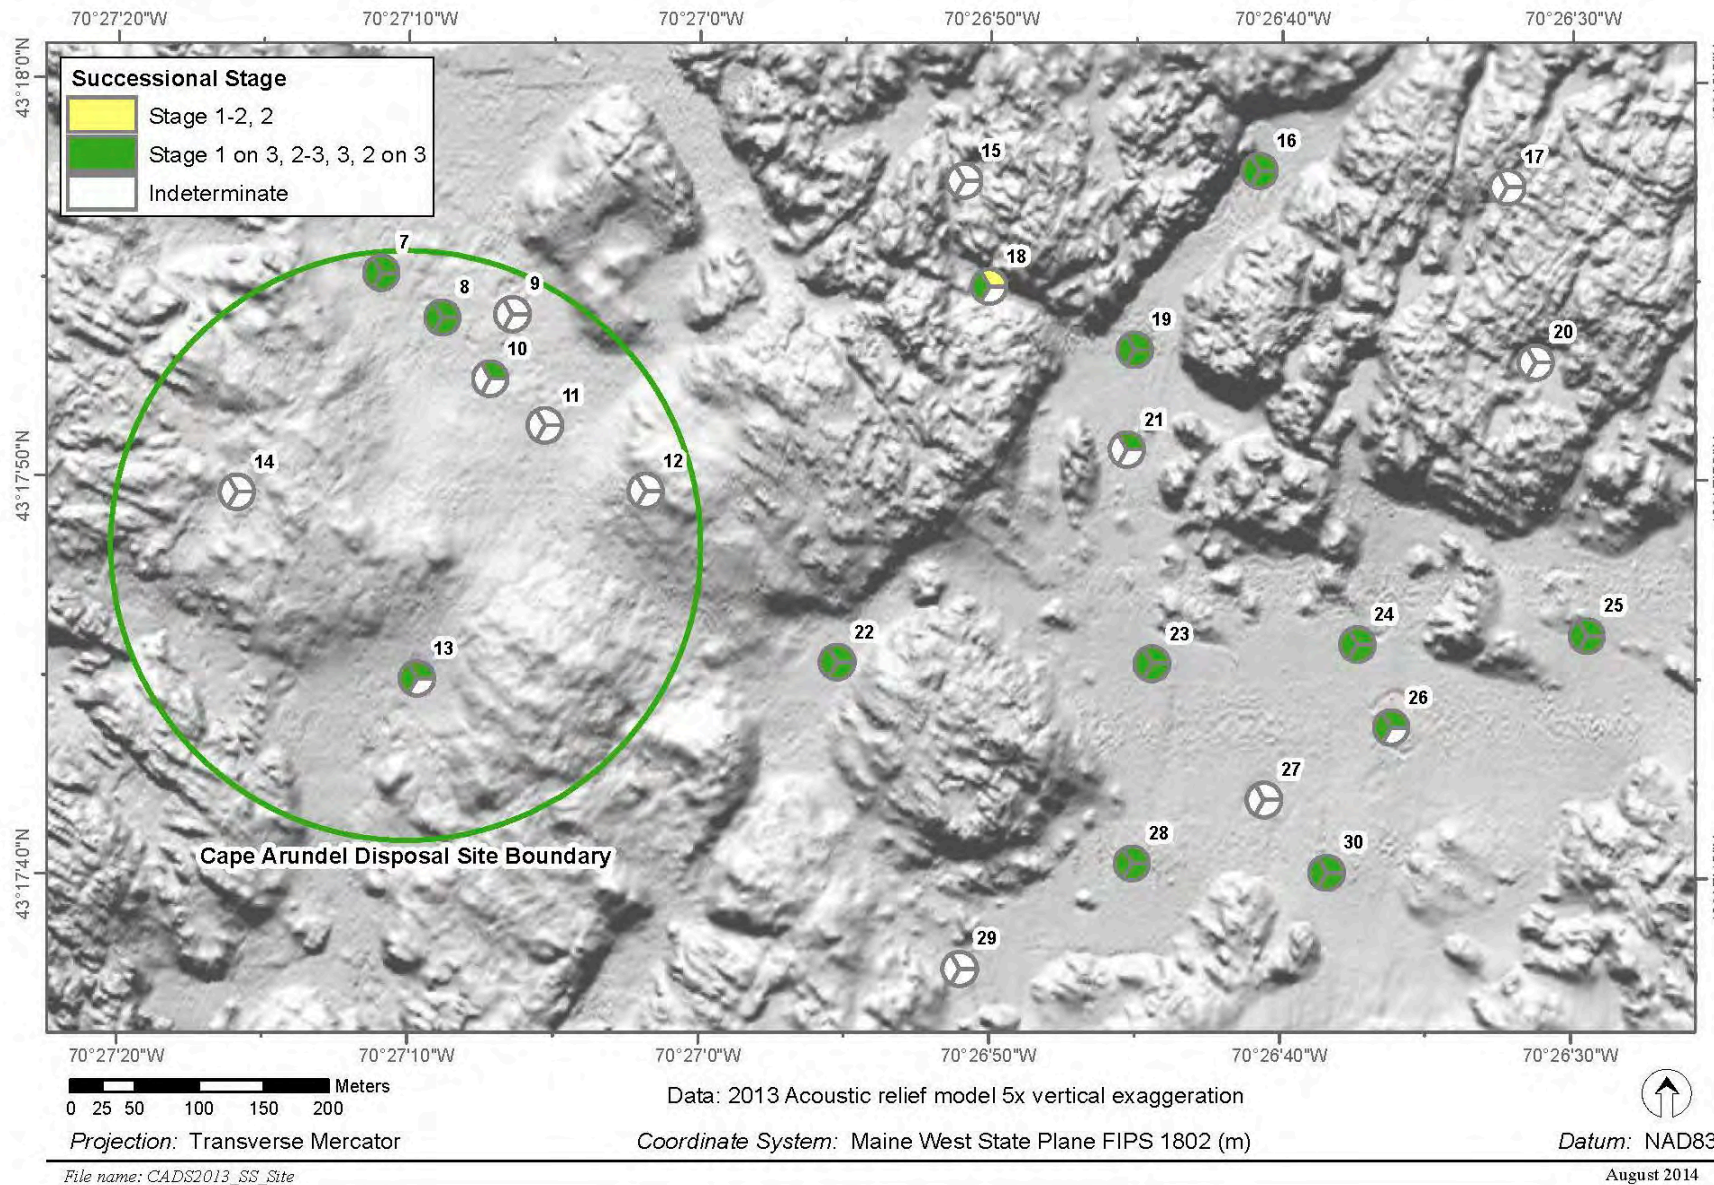 70°27'20"W 70°27'10"W 70°27'0"W 70°26'50"W 70°26'40"W 70°26'30"W
43°18'0"N
Successional Stage
Stage 1-2, 2
Stage 1 on 3, 2-3, 3, 2 on 3
Indeterminate
15
16
17
7
18
8
9
19
10
20
11
21
14
12
43°17'50"N
25
24
22
23
13
26
27
28
30
Cape Arundel Disposal Site Boundary
43°17'40"N
29
70°27'20"W 70°27'10"W 70°27'0"W 70°26'50"W 70°26'40"W 70°26'30"W
Meters
0 25 50 100 150 200
Data: 2013 Acoustic relief model 5x vertical exaggeration
Projection: Transverse Mercator
Coordinate System: Maine West State Plane FIPS 1802 (m)
Datum: NAD83
File name: CADS2013_SS_Site
August 2014